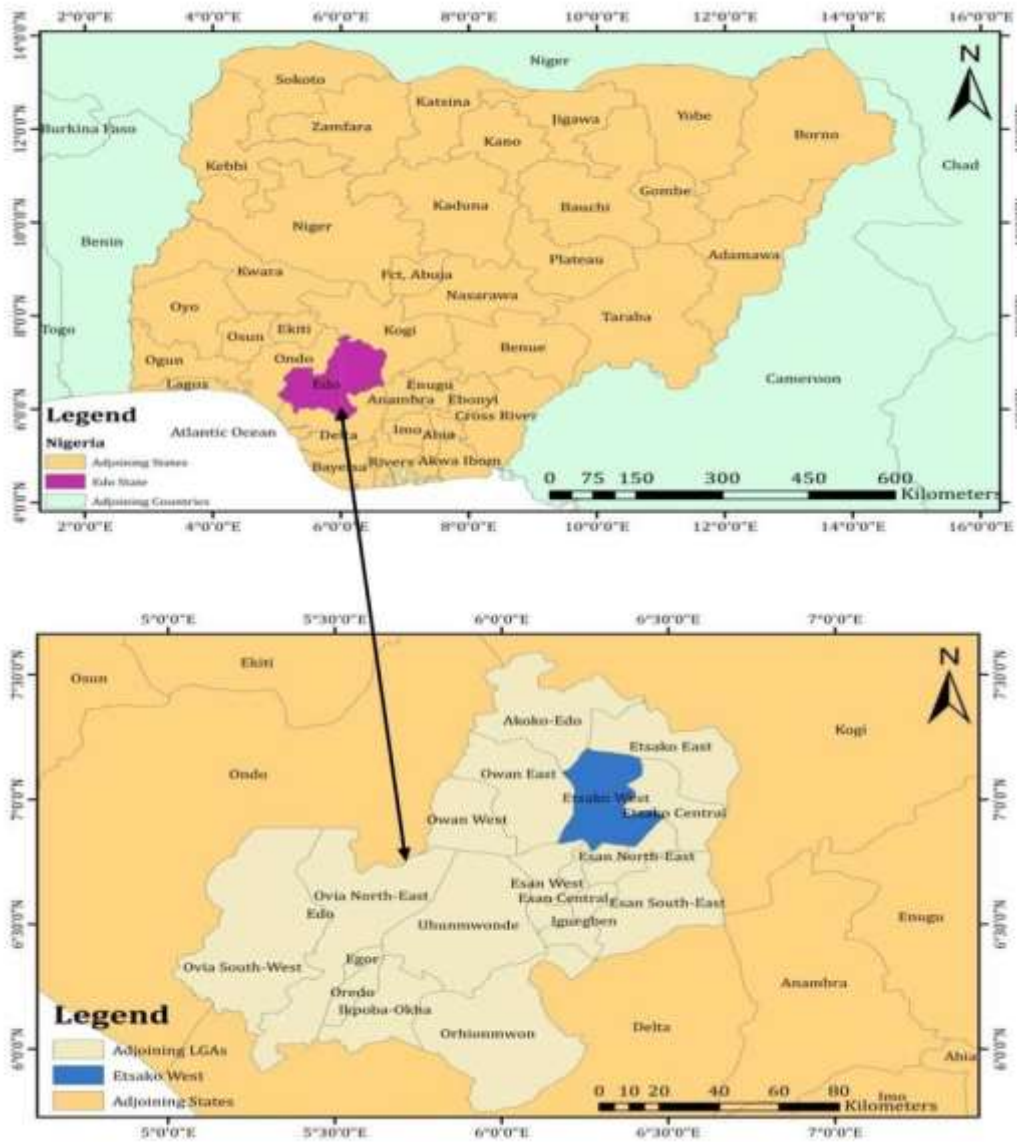 2°0'0"E 4°0'0"E 6°0'0"E 8°0'0"E 10°0'0"E 12°0'0"E 14°0'0"E 16°0'0"E
14°0'0"N
N
Niger
Sokoto
Katsina
Jigawa
Yobe
Zamfara
Burkina Faso
12°0'0"N
Kano
Borno
Kebbi
Chad
Gombe
Kaduna
Bauchi
10°0'0"N
Niger
Benin
Adamawa
Plateau
Kwara
Fct, Abuja
Nasarawa
Oyo
8°0'0"N
Taraba
Togo
Osun
Ekiti
Kogi
Benue
Ogun
Ondo
Cameroon
Lagos
Edo
Enugu
6°0'0"N
Anambra
Ebonyi
Cross River
Legend
Atlantic Ocean
Delta
Imo
Abia
Nigeria
Bayelsa
Rivers
Akwa Ibom
Adjoining States
Edo State
Adjoining Countries
0 75 150 300 450 600
Kilometers
4°0'0"N
2°0'0"E 4°0'0"E 6°0'0"E 8°0'0"E 10°0'0"E 12°0'0"E 14°0'0"E 16°0'0"E
5°0'0"E 5°30'0"E 6°0'0"E 6°30'0"E 7°0'0"E
N
Ekiti
7°30'0"N
Osun
7°30'0"N
Akoko-Edo
Kogi
Etsako East
Ondo
Owan East
7°0'0"N
Etsako West
7°0'0"N
Etsako Central
Owan West
Esan North-East
Esan West
Ovia North-East
Esan Central
Esan South-East
Edo
Uhunmwonde
Igueben
Enugu
6°30'0"N
6°30'0"N
Egor
Ovia South-West
Anambra
Oredo
Ikpoba-Okha
Legend
Orhionmwon
Delta
6°0'0"N
Adjoining LGAs
Abia
6°0'0"N
Etsako West
0 10 20 40 60 80
Imo
Adjoining States
Kilometers
5°0'0"E 5°30'0"E 6°0'0"E 6°30'0"E 7°0'0"E